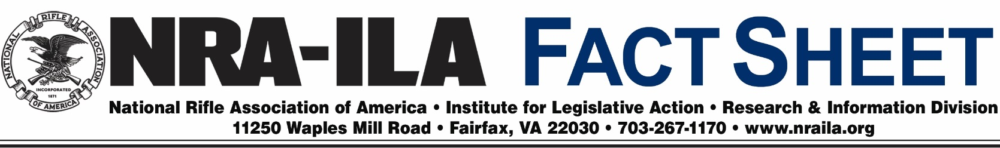 NATIONAL RIFLE ASSOCIATION
INCORPORATED
1871
OF AMERICA
NRA-ILA FACT SHEET
National Rifle Association of America • Institute for Legislative Action • Research & Information Division
11250 Waples Mill Road • Fairfax, VA 22030 • 703-267-1170 • www.nraila.org